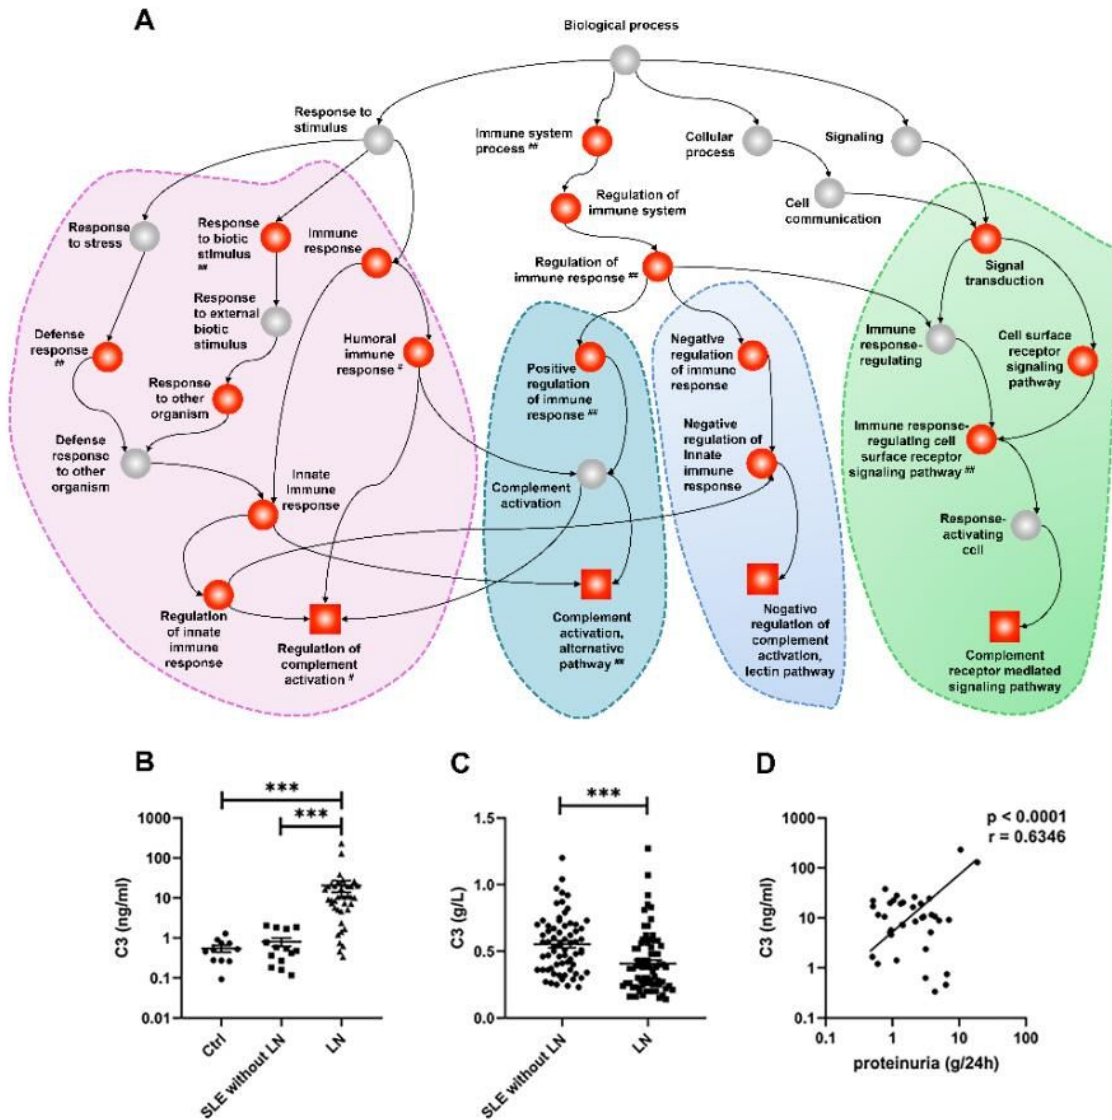 A
Biological process
Response to
stimulus
Immune system
process ##
Cellular
process
Signaling
Regulation of
immune system
Cell
communication
Response
to stress
Response
to biotic
stimulus
##
Immune
response
Regulation
of immune response ##
Signal
transduction
Response
to external
biotic
stimulus
Defense
response
##
Humoral
immune
response #
Positive
regulation
of immune
response ##
Negative
regulation
of immune
response
Immune
response-
regulating
Cell surface
receptor
signaling
pathway
Response
to other
organism
Defense
response
to other
organism
Negative
regulation of
Innate
immune
response
Immune response-
regulating cell
surface receptor
signaling pathway ##
Innate
Immune
response
Complement
activation
Response-
activating
cell
Regulation
of innate
immune
response
Regulation of
complement
activation #
Complement
activation,
alternative
pathway ##
Negative
regulation of
complement
activation,
lectin pathway
Complement
receptor mediated
signaling pathway
B
***
***
C3 (ng/ml)
1000
100
10
1
0.1
0.01
Ctrl
SLE without LN
LN
C
***
C3 (g/L)
1.5
1.0
0.5
0.0
SLE without LN
LN
D
p < 0.0001
r = 0.6346
C3 (ng/ml)
1000
100
10
1
0.1
0.1
1
10
100
proteinuria (g/24h)